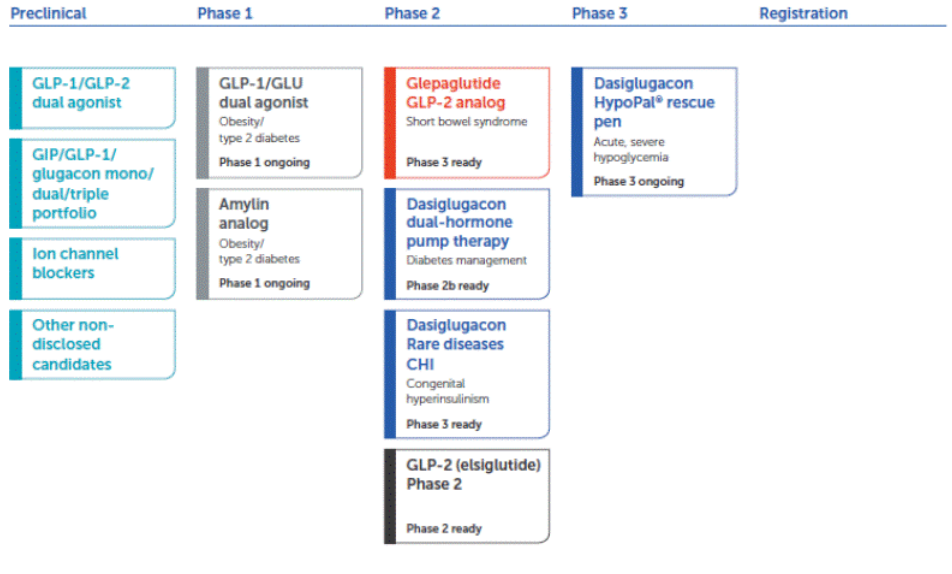 Preclinical
Phase 1
Phase 2
Phase 3
Registration
GLP-1/GLP-2
dual agonist
GIP/GLP-1/
glugacon mono/
dual/triple
portfolio
Ion channel
blockers
Other non-
disclosed
candidates
GLP-1/GLU
dual agonist
Obesity/
type 2 diabetes
Phase 1 ongoing
Amylin
analog
Obesity/
type 2 diabetes
Phase 1 ongoing
Glepaglutide
GLP-2 analog
Short bowel syndrome
Phase 3 ready
Dasiglugacon
dual-hormone
pump therapy
Diabetes management
Phase 2b ready
Dasiglugacon
Rare diseases
CHI
Congenital
hyperinsulinism
Phase 3 ready
GLP-2 (elsiglutide)
Phase 2
Phase 2 ready
Dasiglugacon
HypoPal® rescue
pen
Acute, severe
hypoglycemia
Phase 3 ongoing